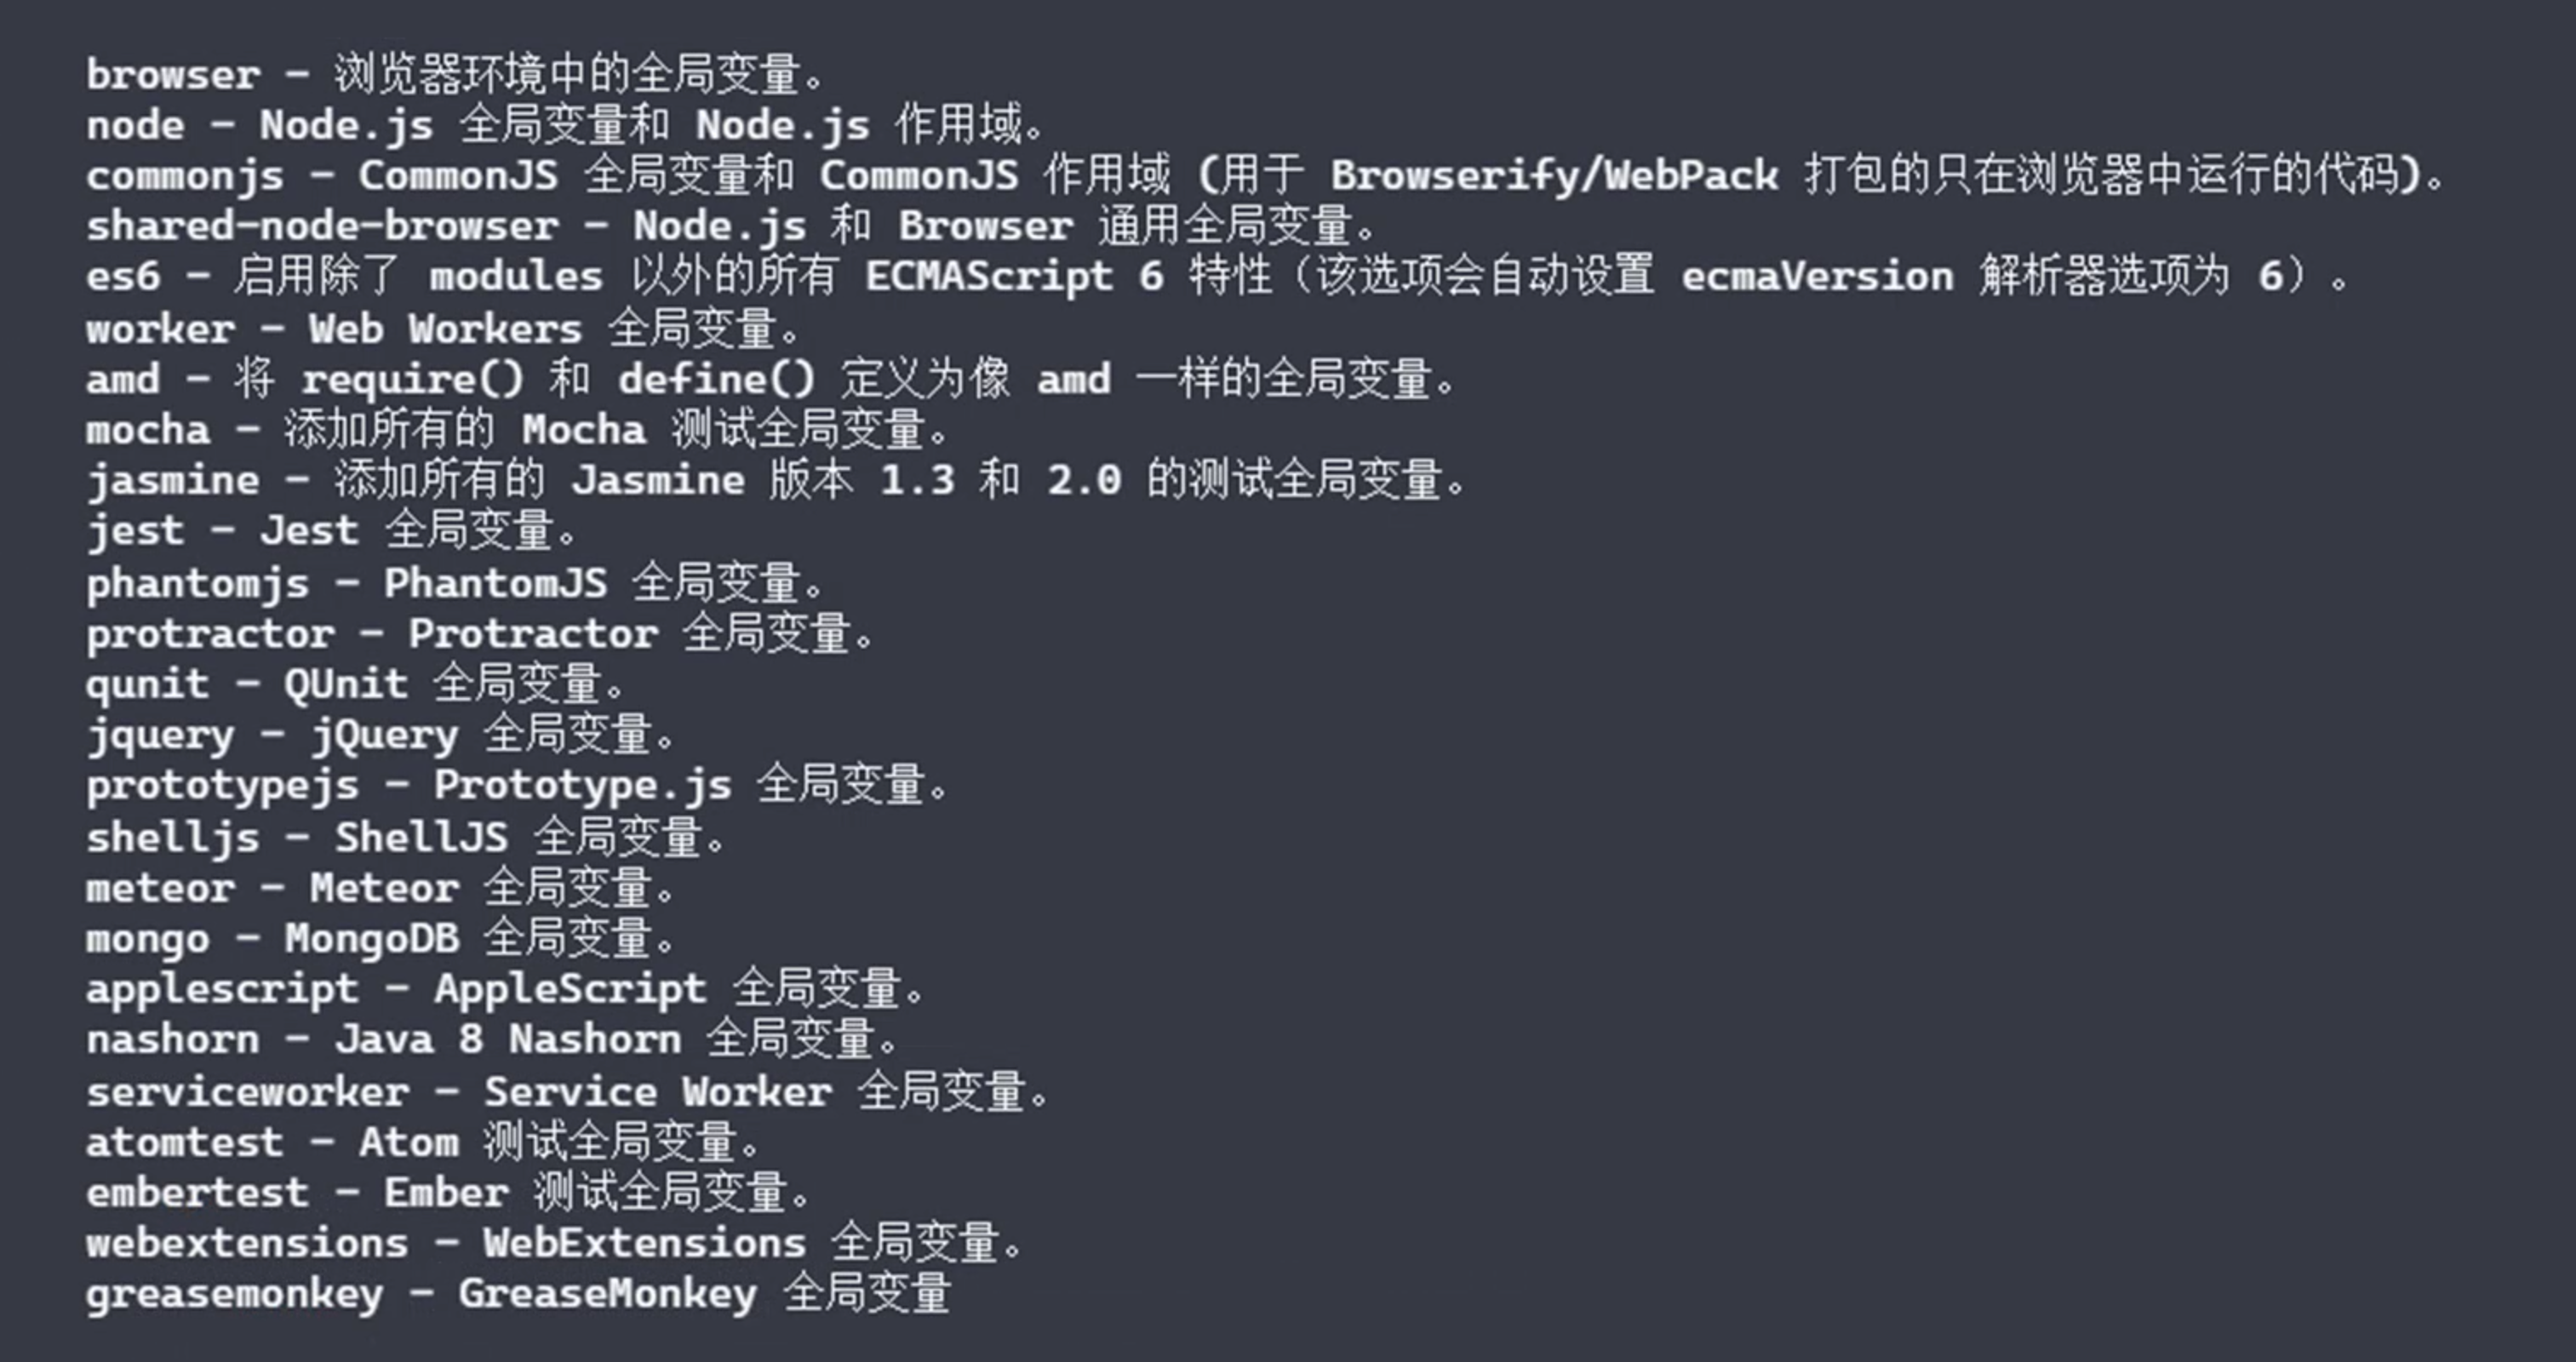 browser - 浏览器环境中的全局变量。
node - Node.js 全局变量和 Node.js 作用域。
commonjs - CommonJS 全局变量和 CommonJS 作用域 (用于 Browserify/WebPack 打包的只在浏览器中运行的代码)。
shared-node-browser - Node.js 和 Browser 通用全局变量。
es6 - 启用除了 modules 以外的所有 ECMAScript 6 特性（该选项会自动设置 ecmaVersion 解析器选项为 6）。
worker - Web Workers 全局变量。
amd - 将 require() 和 define() 定义为像 amd 一样的全局变量。
mocha - 添加所有的 Mocha 测试全局变量。
jasmine - 添加所有的 Jasmine 版本 1.3 和 2.0 的测试全局变量。
jest - Jest 全局变量。
phantomjs - PhantomJS 全局变量。
protractor - Protractor 全局变量。
qunit - QUnit 全局变量。
jquery - jQuery 全局变量。
prototypejs - Prototype.js 全局变量。
shelljs - ShellJS 全局变量。
meteor - Meteor 全局变量。
mongo - MongoDB 全局变量。
applescript - AppleScript 全局变量。
nashorn - Java 8 Nashorn 全局变量。
serviceworker - Service Worker 全局变量。
atomtest - Atom 测试全局变量。
embertest - Ember 测试全局变量。
webextensions - WebExtensions 全局变量。
greasemonkey - GreaseMonkey 全局变量